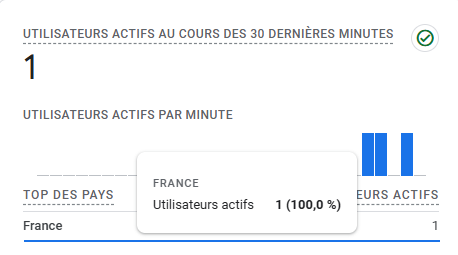 UTILISATEURS ACTIFS AU COURS DES 30 DERNIÈRES MINUTES
1
UTILISATEURS ACTIFS PAR MINUTE
FRANCE
Utilisateurs actifs 1 (100,0 %)
TOP DES PAYS EURS ACTIFS
France 1